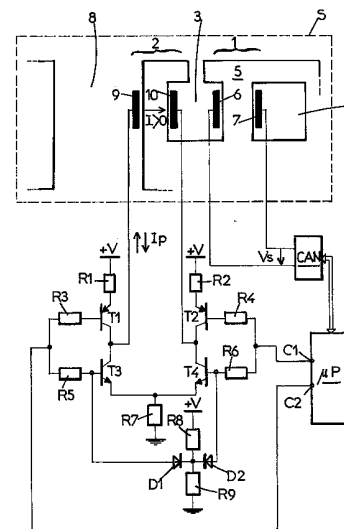 8
2
3
1
S
5
9
10
I>0
6
7
Ip
+V
+V
Vs
CAN
R1
R2
R3
T1
T2
R4
R5
T3
T4
R6
C1
C2
μP
R7
+V
R8
D1
D2
R9